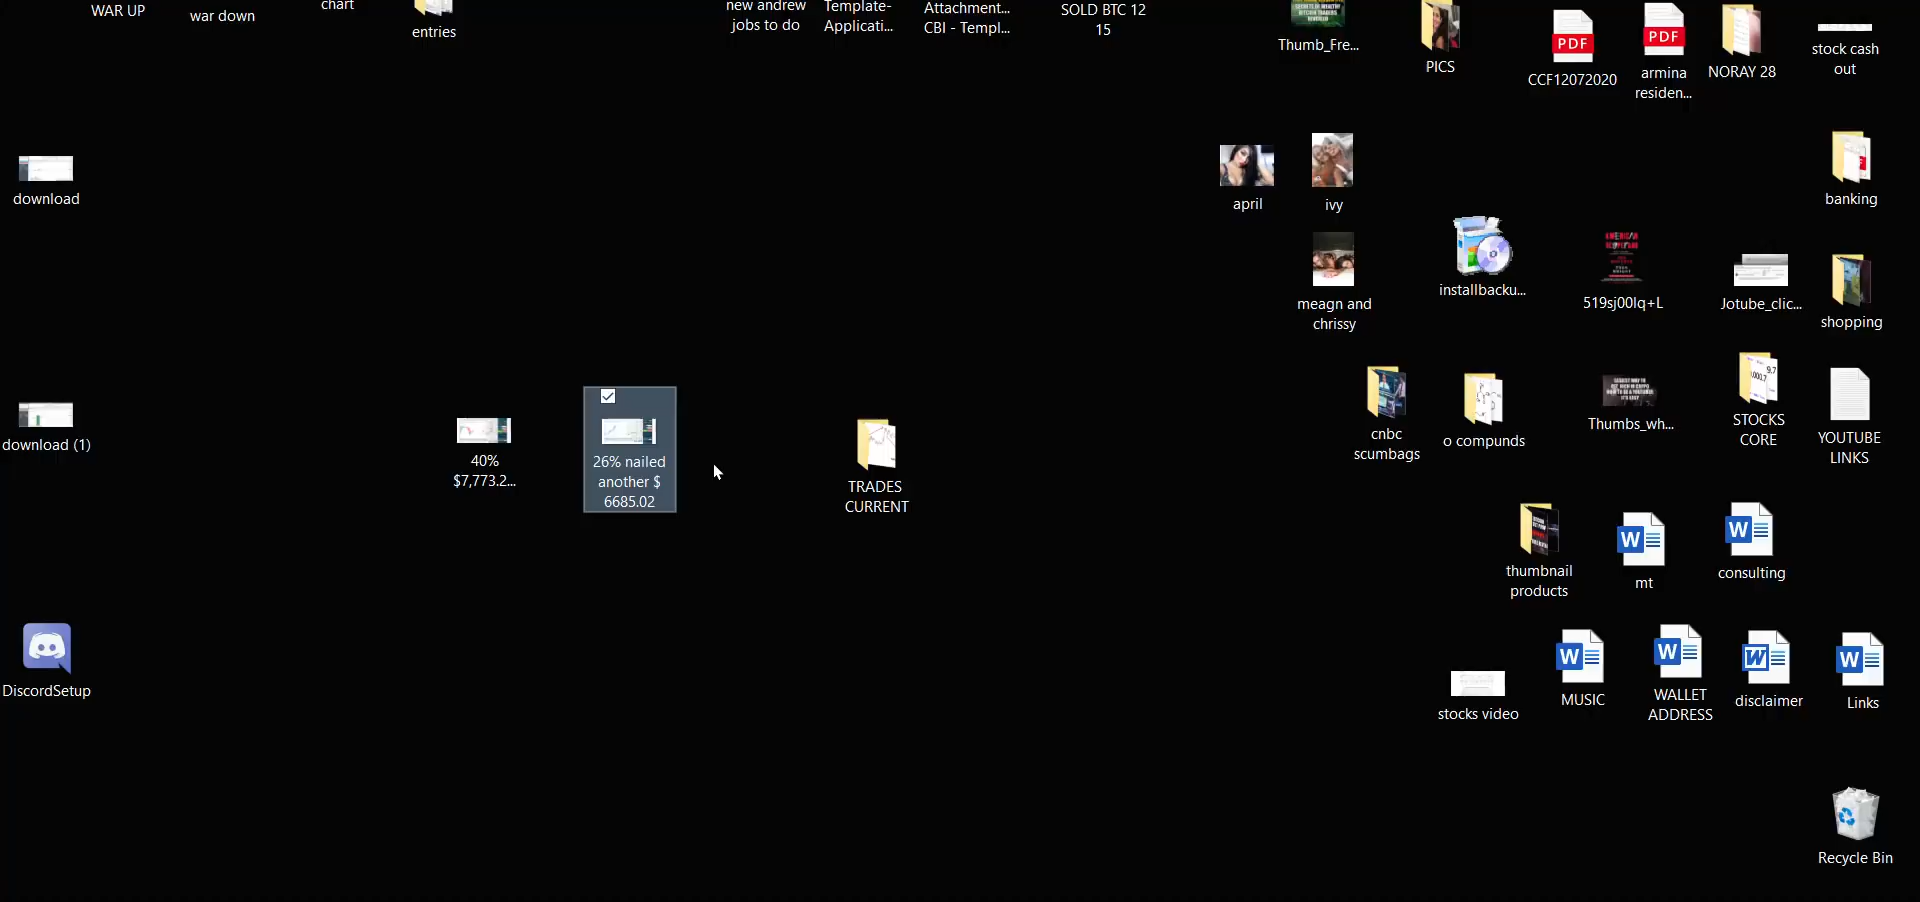 WAR UP
war down
chart
entries
new andrew
jobs to do
Template-
Applicati...
Attachment...
CBI - Templ...
SOLD BTC 12
15
Thumb_Fre...
PICS
PDF
CCF12072020
PDF
armina
residen...
NORAY 28
stock cash
out
download
april
ivy
banking
meagn and
chrissy
installbacku...
519sj00lq+L
Jotube_clic...
shopping
download (1)
40%
$7,773.2...
26% nailed
another $
6685.02
TRADES
CURRENT
cnbc
scumbags
o compunds
Thumbs_wh...
STOCKS
CORE
YOUTUBE
LINKS
thumbnail
products
W
mt
W
consulting
DiscordSetup
stocks video
W
MUSIC
W
WALLET
ADDRESS
W
disclaimer
W
Links
Recycle Bin